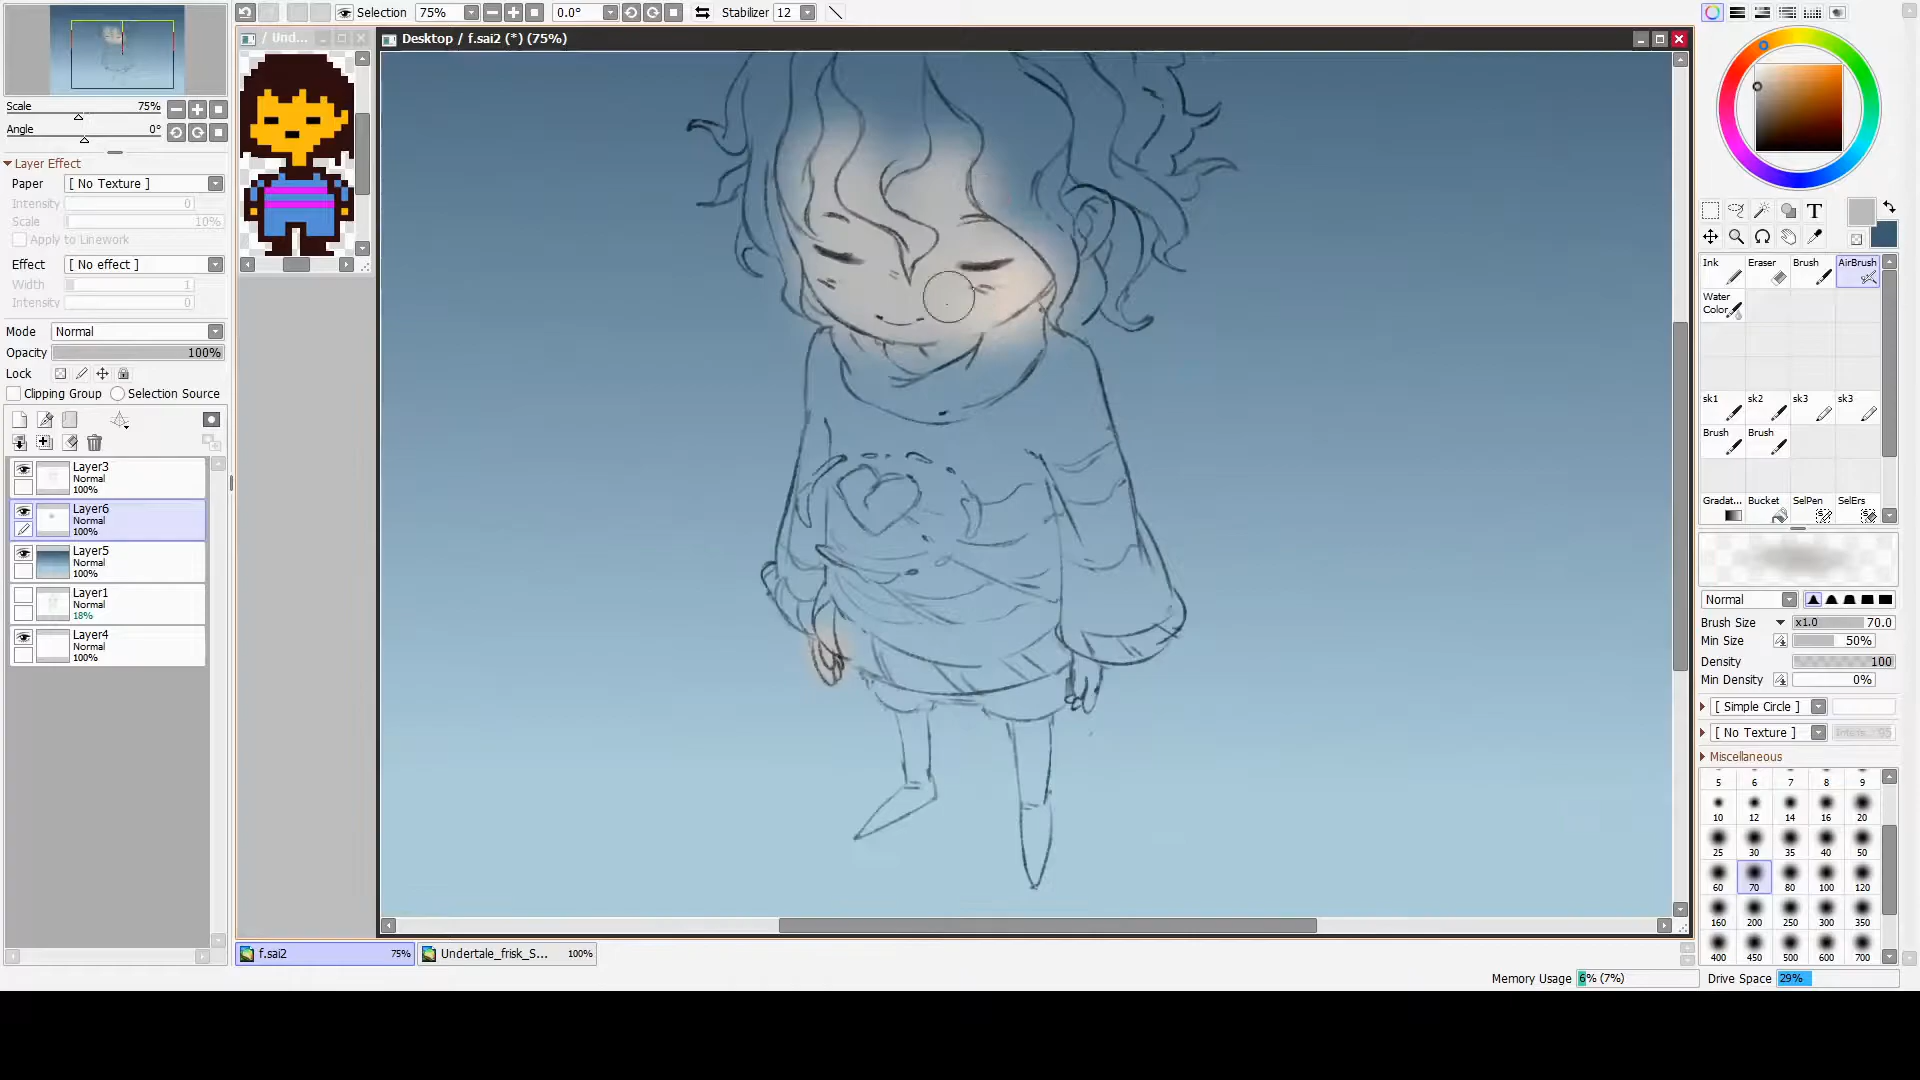 Selection 75% 0.0° Stabilizer 12
/ Und...
Desktop / f.sai2 (*) (75%)
Scale 75%
Angle 0°
Layer Effect
Paper [ No Texture ]
Intensity 0
Scale 10%
Apply to Linework
Effect [ No effect ]
Width 1
Intensity 0
Mode Normal
Opacity 100%
Lock
Clipping Group Selection Source
Layer3
Normal
100%
Layer6
Normal
100%
Layer5
Normal
100%
Layer1
Normal
18%
Layer4
Normal
100%
T
Ink Eraser Brush AirBrush
Water
Color
sk1 sk2 sk3 sk3
Brush Brush
Gradat... Bucket SelPen SelErs
Normal
Brush Size x1.0 70.0
Min Size 50%
Density 100
Min Density 0%
[ Simple Circle ]
[ No Texture ] 95
Miscellaneous
5 6 7 8 9
10 12 14 16 20
25 30 35 40 50
60 70 80 100 120
160 200 250 300 350
400 450 500 600 700
f.sai2 75% Undertale_frisk_S... 100%
Memory Usage 6% (7%) Drive Space 29%